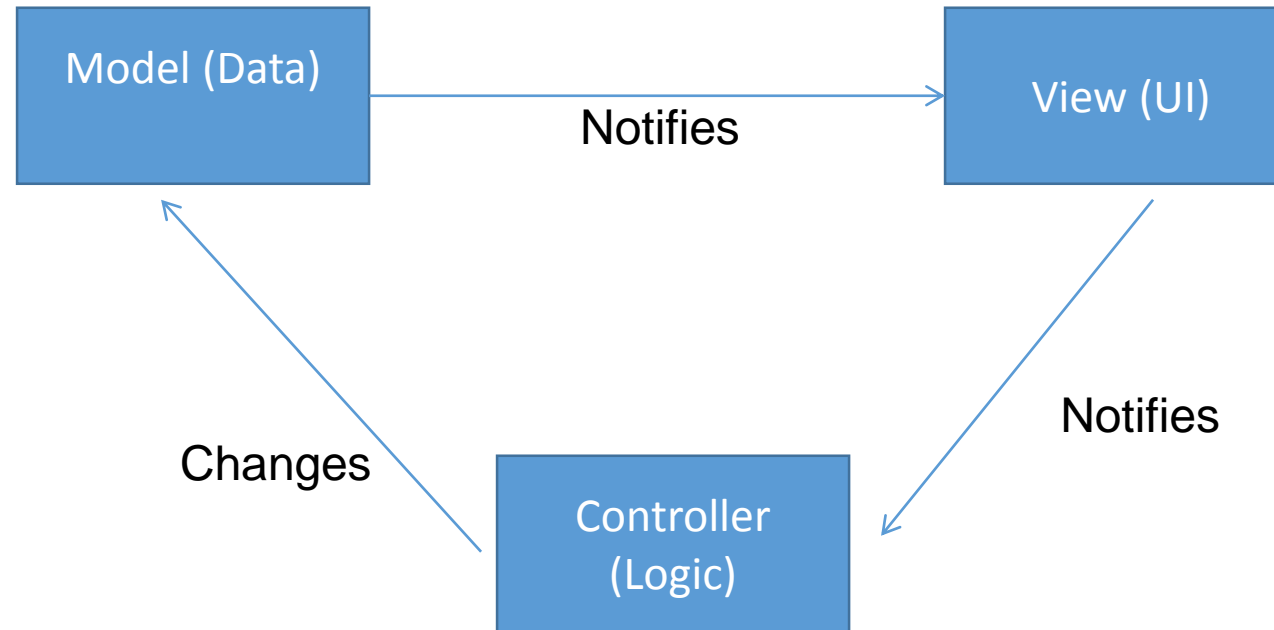 Model (Data)
Notifies
View (UI)
Changes
Notifies
Controller
(Logic)